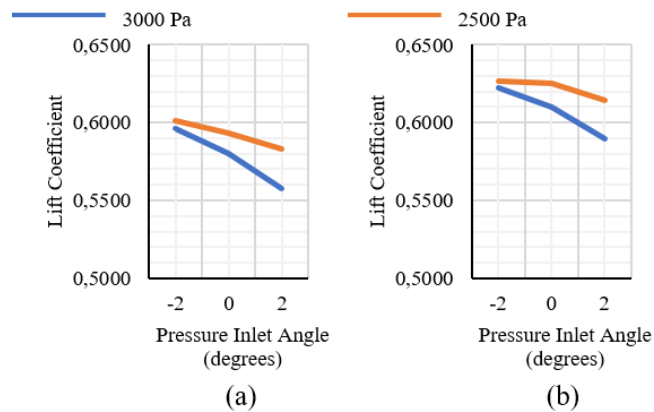 3000 Pa
2500 Pa
0,6500
0,6000
0,5500
0,5000
Lift Coefficient
-2 0 2
Pressure Inlet Angle
(degrees)
(a)
0,6500
0,6000
0,5500
0,5000
Lift Coefficient
-2 0 2
Pressure Inlet Angle
(degrees)
(b)